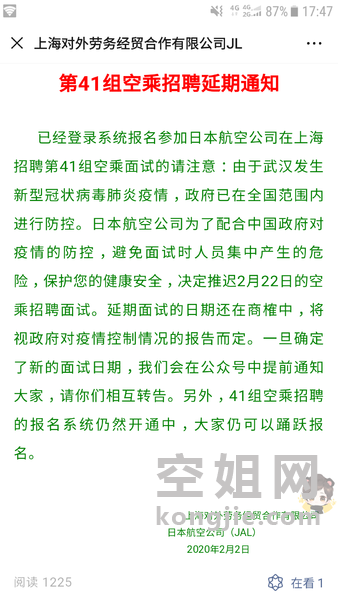 4G 4G 2G 87% 17:47
上海对外劳务经贸合作有限公司JL
第41组空乘招聘延期通知
已经登录系统报名参加日本航空公司在上海
招聘第41组空乘面试的请注意：由于武汉发生
新型冠状病毒肺炎疫情，政府已在全国范围内
进行防控。日本航空公司为了配合中国政府对
疫情的防控，避免面试时人员集中产生的危
险，保护您的健康安全，决定推迟2月22日的空
乘招聘面试。延期面试的日期还在商榷中，将
视政府对疫情控制情况的报告而定。一旦确定
了新的面试日期，我们会在公众号中提前通知
大家，请你们相互转告。另外，41组空乘招聘
的报名系统仍然开通中，大家仍可以踊跃报
名。
空姐网
上海对外劳务经贸合作有限公司
kongjie.com
日本航空公司（JAL）
2020年2月2日
阅读 1225
在看 1